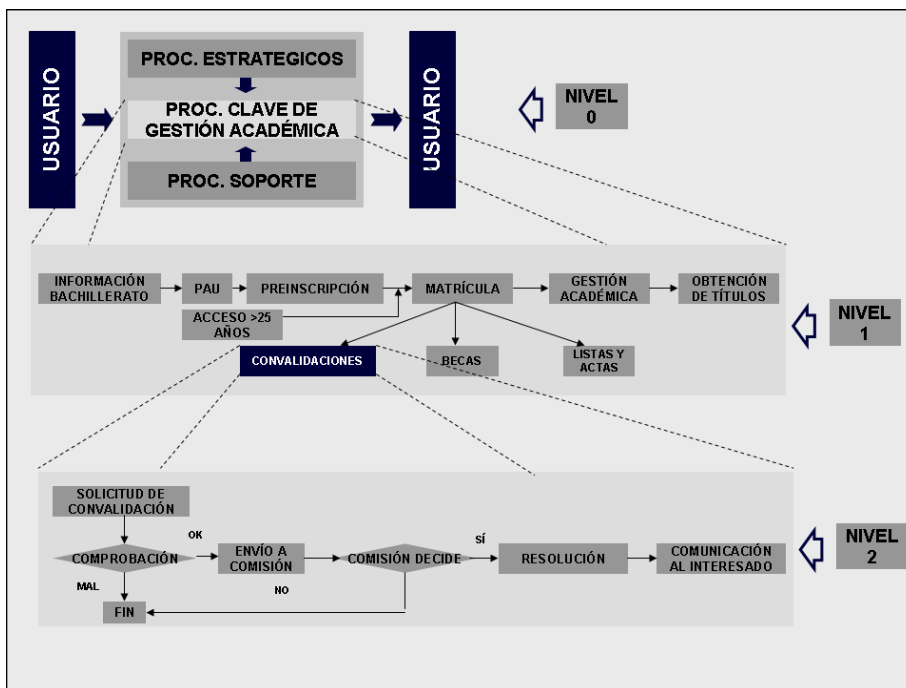 USUARIO
PROC. ESTRATEGICOS
PROC. CLAVE DE
GESTIÓN ACADÉMICA
PROC. SOPORTE
USUARIO
NIVEL
0
INFORMACIÓN
BACHILLERATO
PAU
PREINSCRIPCIÓN
MATRÍCULA
GESTIÓN
ACADÉMICA
OBTENCIÓN
DE TÍTULOS
ACCESO >25
AÑOS
NIVEL
1
CONVALIDACIONES
BECAS
LISTAS Y
ACTAS
SOLICITUD DE
CONVALIDACIÓN
COMPROBACIÓN
OK
ENVÍO A
COMISIÓN
COMISIÓN DECIDE
SÍ
RESOLUCIÓN
COMUNICACIÓN
AL INTERESADO
NIVEL
2
MAL
NO
FIN